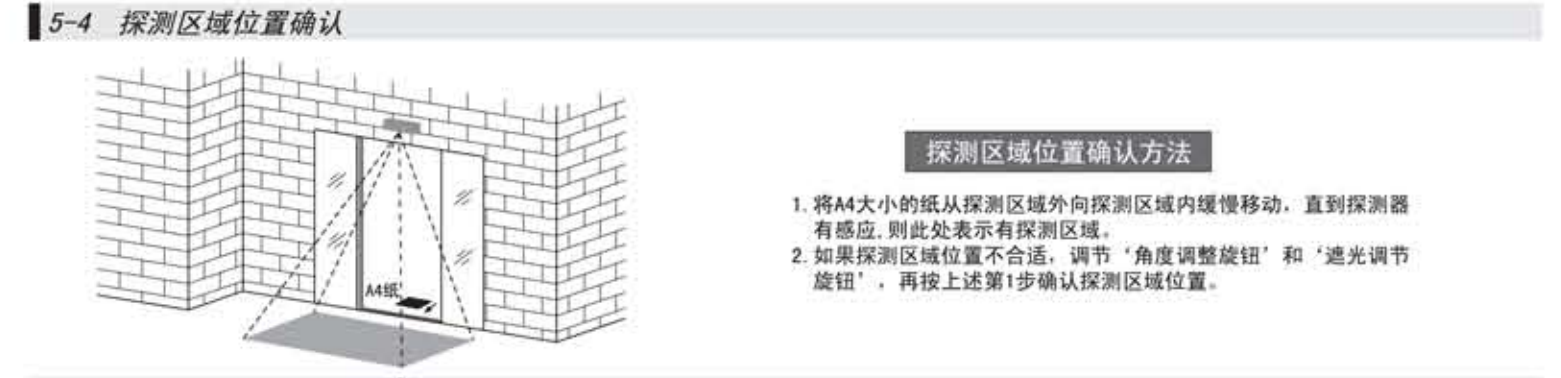 5-4 探测区域位置确认
A4纸
探测区域位置确认方法
1. 将A4大小的纸从探测区域外向探测区域内缓慢移动. 直到探测器
有感应. 则此处表示有探测区域。
2. 如果探测区域位置不合适, 调节‘角度调整旋钮’和‘遮光调节
旋钮’. 再按上述第1步确认探测区域位置。